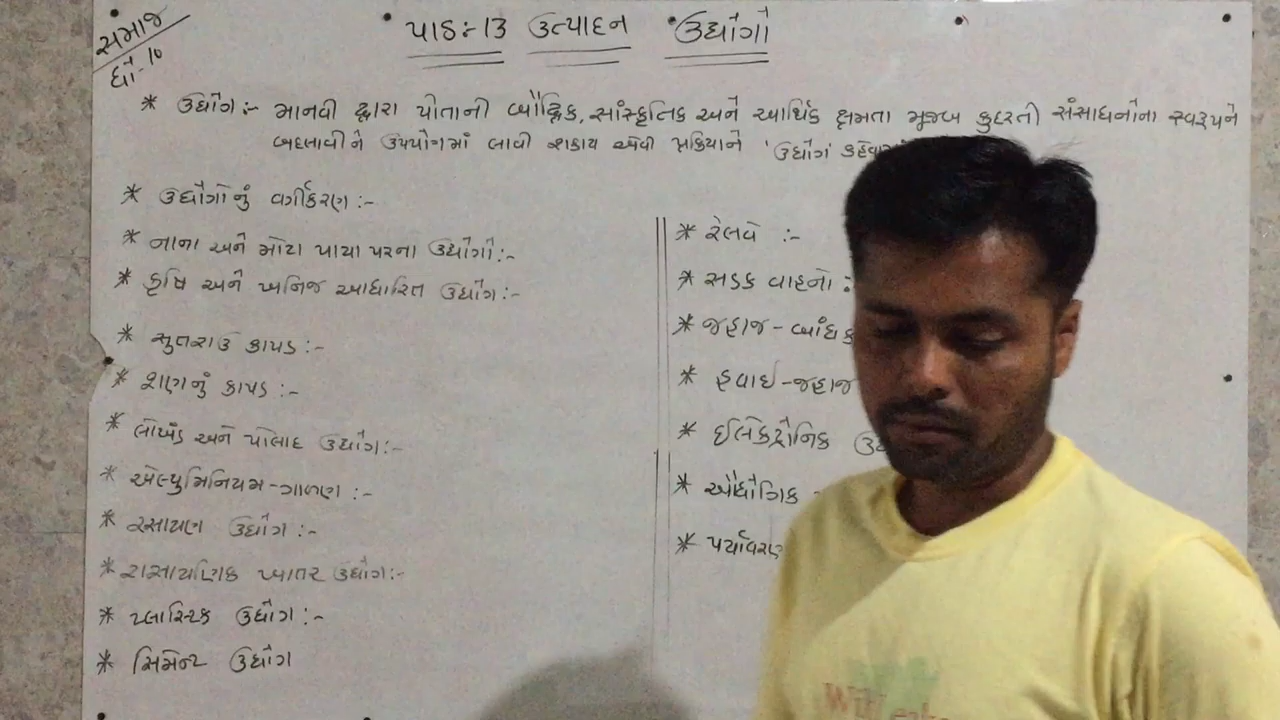 સમાજ
ધો-૧૦
પાઠ:-13 ઉત્પાદન ઉદ્યોગો
* ઉદ્યોગ:- માનવી દ્વારા પોતાની બૌદ્ધિક, સાંસ્કૃતિક અને આર્થિક ક્ષમતા મુજબ કુદરતી સંસાધનોના સ્વરૂપને
બદલાવીને ઉપયોગમાં લાવી શકાય એવી પ્રક્રિયાને 'ઉદ્યોગ'
* ઉદ્યોગોનું વર્ગીકરણ :-
* નાના અને મોટા પાયા પરના ઉદ્યોગો:-
* કૃષિ અને ખનિજ આધારિત ઉદ્યોગ:-
* સુતરાઉ કાપડ :-
* શણનું કાપડ :-
* લોખંડ અને પોલાદ ઉદ્યોગ:-
* એલ્યુમિનિયમ-ગાળણ :-
* રસાયણ ઉદ્યોગ :-
* રાસાયણિક ખાતર ઉદ્યોગ:-
* પ્લાસ્ટિક ઉદ્યોગ :-
* સિમેન્ટ ઉદ્યોગ
* રેલવે :-
* સડક વાહનો :
* જહાજ-બાંધક
* હવાઈ-જહાજ
* ઈલેક્ટ્રૌનિક ઉ
* ઔદ્યોગિક -
* પર્યાવરણ